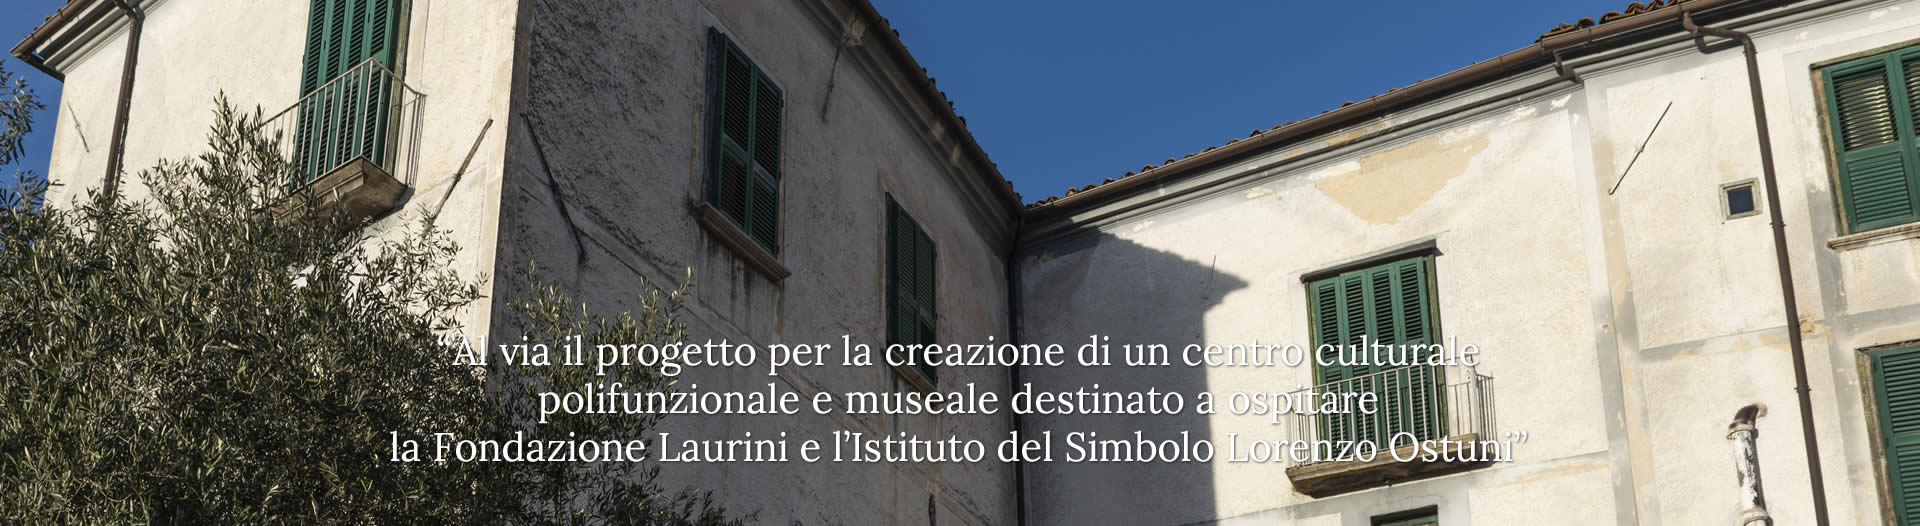 “Al via il progetto per la creazione di un centro culturale
polifunzionale e museale destinato a ospitare
la Fondazione Laurini e l’Istituto del Simbolo Lorenzo Ostuni”